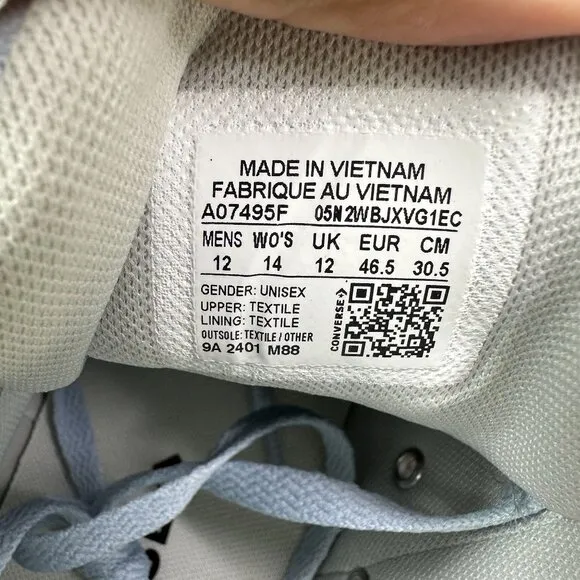 MADE IN VIETNAM
FABRIQUE AU VIETNAM
A07495F 05N2WBJXVG1EC
MENS WO'S UK EUR CM
12 14 12 46.5 30.5
GENDER: UNISEX
UPPER: TEXTILE
LINING: TEXTILE
OUTSOLE: TEXTILE / OTHER
9A 2401 M88
CONVERSE